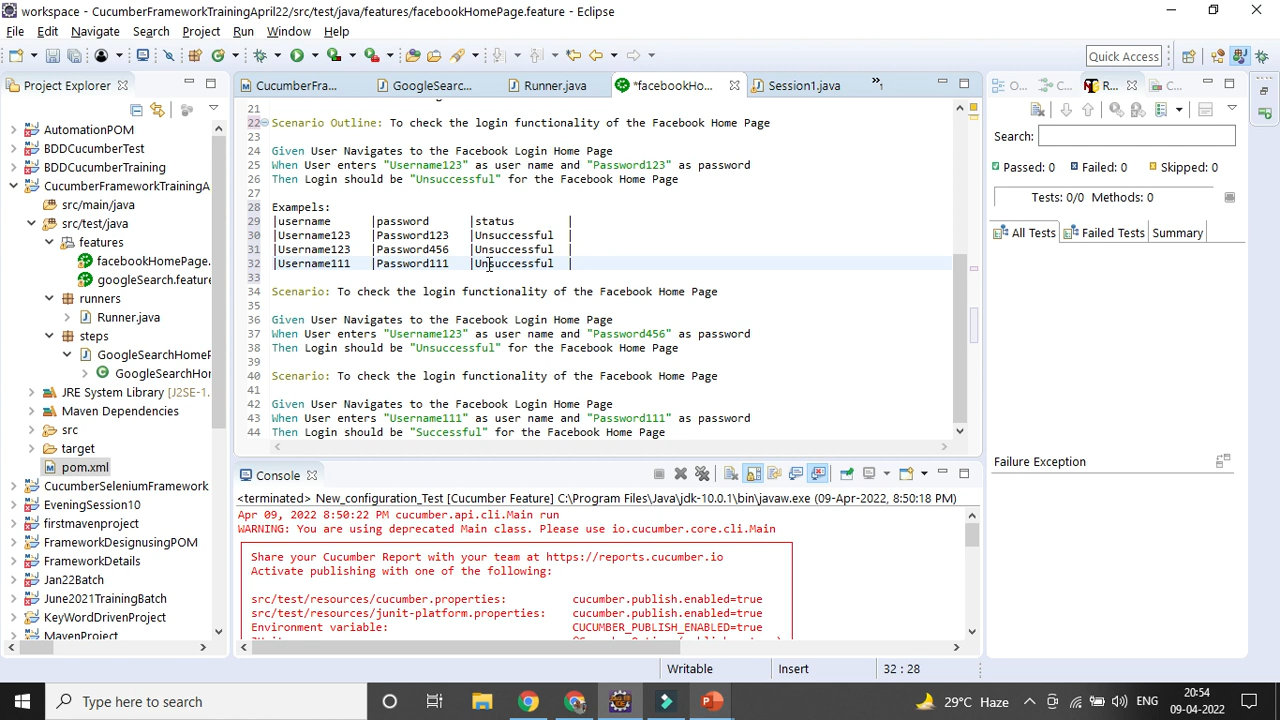 workspace - CucumberFrameworkTrainingApril22/src/test/java/features/facebookHomePage.feature - Eclipse
File Edit Navigate Search Project Run Window Help
Quick Access
Project Explorer
AutomationPOM
BDDCucumberTest
BDDCucumberTraining
CucumberFrameworkTrainingA
src/main/java
src/test/java
features
facebookHomePage.
googleSearch.feature
runners
Runner.java
steps
GoogleSearchHomeP
GoogleSearchHor
JRE System Library [J2SE-1.
Maven Dependencies
src
target
pom.xml
CucumberSeleniumFramework
EveningSession10
firstmavenproject
FrameworkDesignusingPOM
FrameworkDetails
Jan22Batch
June2021TrainingBatch
KeyWordDrivenProject
MavenProject
CucumberFra... GoogleSearc... Runner.java *facebookHo... Session1.java »1
21
22 Scenario Outline: To check the login functionality of the Facebook Home Page
23
24 Given User Navigates to the Facebook Login Home Page
25 When User enters "Username123" as user name and "Password123" as password
26 Then Login should be "Unsuccessful" for the Facebook Home Page
27
28 Exampels:
29 |username |password |status |
30 |Username123 |Password123 |Unsuccessful |
31 |Username123 |Password456 |Unsuccessful |
32 |Username111 |Password111 |Unsuccessful |
33
34 Scenario: To check the login functionality of the Facebook Home Page
35
36 Given User Navigates to the Facebook Login Home Page
37 When User enters "Username123" as user name and "Password456" as password
38 Then Login should be "Unsuccessful" for the Facebook Home Page
39
40 Scenario: To check the login functionality of the Facebook Home Page
41
42 Given User Navigates to the Facebook Login Home Page
43 When User enters "Username111" as user name and "Password111" as password
44 Then Login should be "Successful" for the Facebook Home Page
Console
<terminated> New_configuration_Test [Cucumber Feature] C:\Program Files\Java\jdk-10.0.1\bin\javaw.exe (09-Apr-2022, 8:50:18 PM)
Apr 09, 2022 8:50:22 PM cucumber.api.cli.Main run
WARNING: You are using deprecated Main class. Please use io.cucumber.core.cli.Main
Share your Cucumber Report with your team at https://reports.cucumber.io
Activate publishing with one of the following:
src/test/resources/cucumber.properties: cucumber.publish.enabled=true
src/test/resources/junit-platform.properties: cucumber.publish.enabled=true
Environment variable: CUCUMBER_PUBLISH_ENABLED=true
O... C... R... C...
Search:
Passed: 0 Failed: 0 Skipped: 0
Tests: 0/0 Methods: 0
All Tests Failed Tests Summary
Failure Exception
Writable Insert 32 : 28
Type here to search
29°C Haze
ENG
20:54
09-04-2022